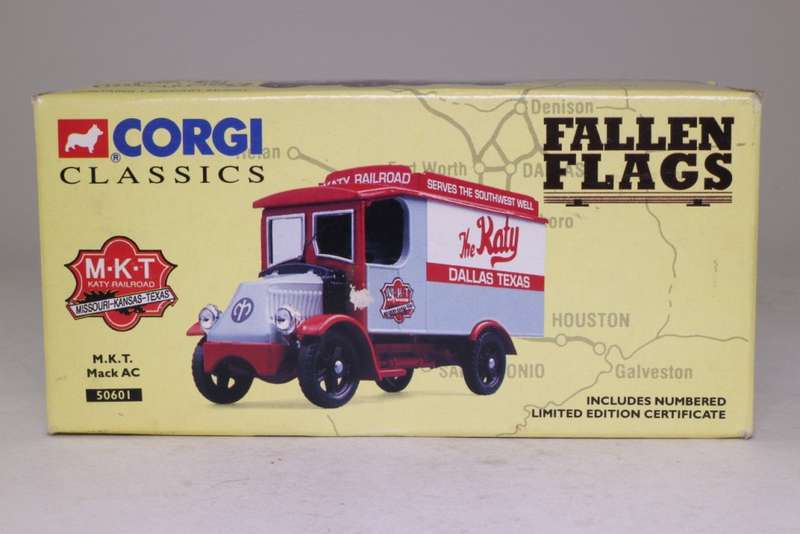 CORGI
®
CLASSICS
FALLEN
FLAGS
Denison
Fort Worth
DALLAS
HOUSTON
Galveston
M·K·T
KATY RAILROAD
MISSOURI-KANSAS-TEXAS
M.K.T.
Mack AC
50601
KATY RAILROAD
SERVES THE SOUTHWEST WELL
The Katy
DALLAS TEXAS
M·K·T
INCLUDES NUMBERED
LIMITED EDITION CERTIFICATE